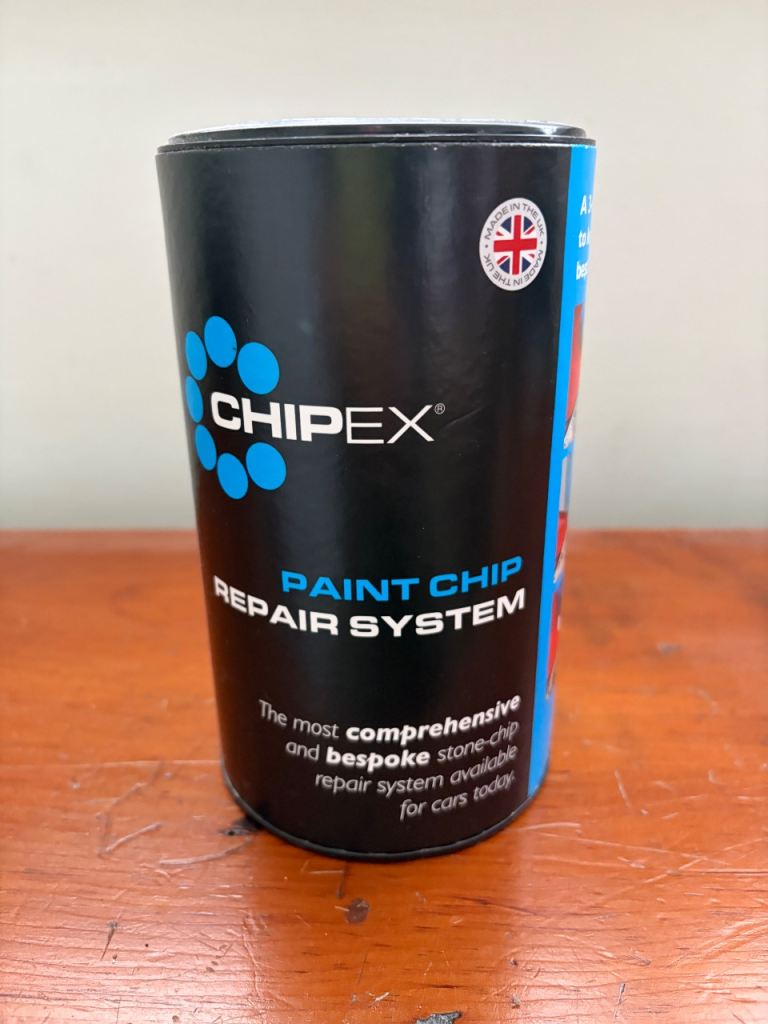 MADE IN THE UK • MADE IN THE UK •
CHIPEX®
PAINT CHIP
REPAIR SYSTEM
The most comprehensive
and bespoke stone-chip
repair system available
for cars today.
A
to